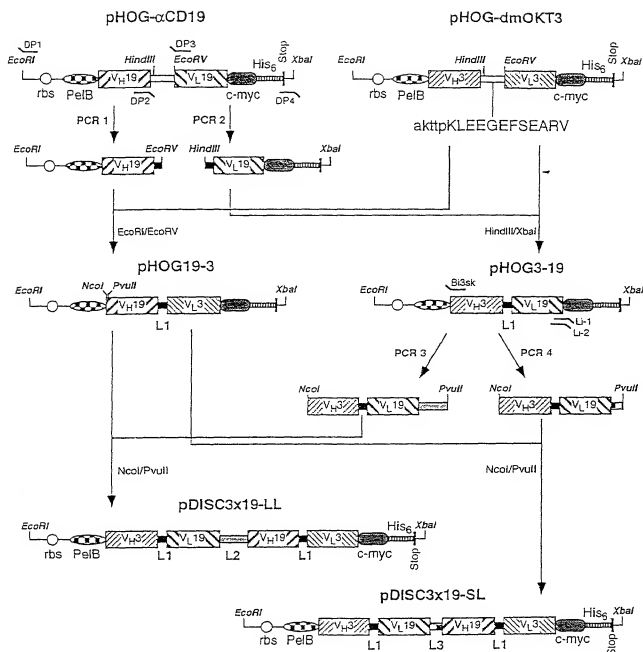 pHOG-αCD19 pHOG-dmOKT3
EcoRI DP1 HindIII DP3 EcoRV His6 Stop XbaI
EcoRI HindIII EcoRV His6 Stop XbaI
VH19 VL19 VH3 VL3
rbs PelB DP2 c-myc DP4 rbs PelB c-myc
PCR 1 PCR 2 akttpKLEEGEFSEARV
EcoRI EcoRV HindIII XbaI
VH19 VL19
EcoRI/EcoRV HindIII/XbaI
pHOG19-3 pHOG3-19
NcoI PvuII Bi3sk
EcoRI XbaI EcoRI XbaI
VH19 VL3 VH3 VL19
L1 L1 Li-1
Li-2
PCR 3 PCR 4
NcoI PvuII NcoI PvuII
VH3 VL19 VH3 VL19
NcoI/PvuII NcoI/PvuII
pDISC3x19-LL
EcoRI His6 XbaI
VH3 VL19 VH19 VL3
rbs PelB L1 L2 L1 c-myc Stop
pDISC3x19-SL
EcoRI His6 XbaI
VH3 VL19 VH19 VL3
rbs PelB L1 L3 L1 c-myc Stop